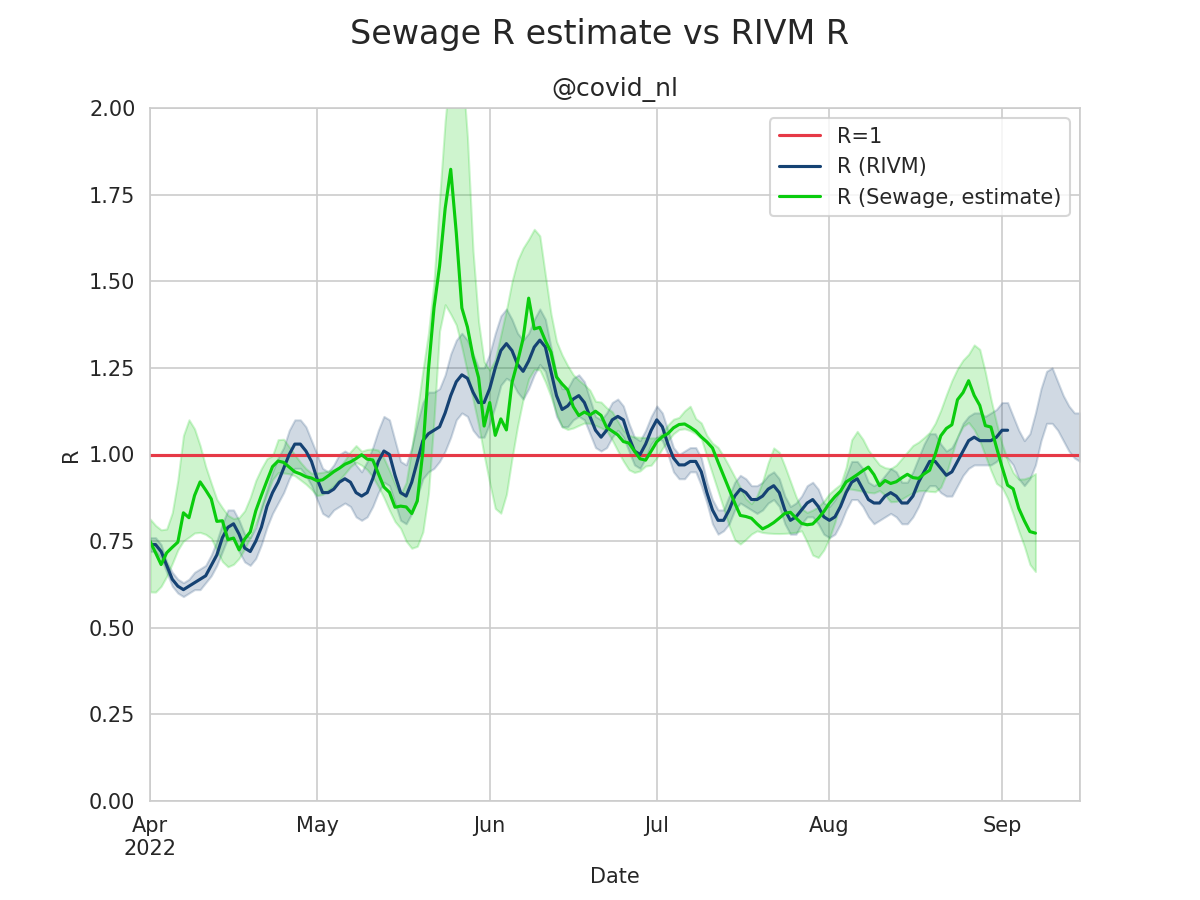 Sewage R estimate vs RIVM R
@covid_nl
2.00
1.75
1.50
1.25
1.00
0.75
0.50
0.25
0.00
R
R=1
R (RIVM)
R (Sewage, estimate)
Apr May Jun Jul Aug Sep
2022
Date